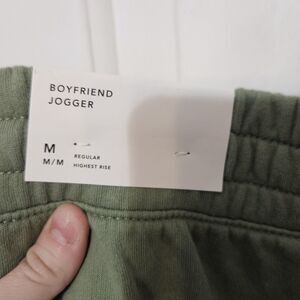 BOYFRIEND
JOGGER
M
M/M
REGULAR
HIGHEST RISE